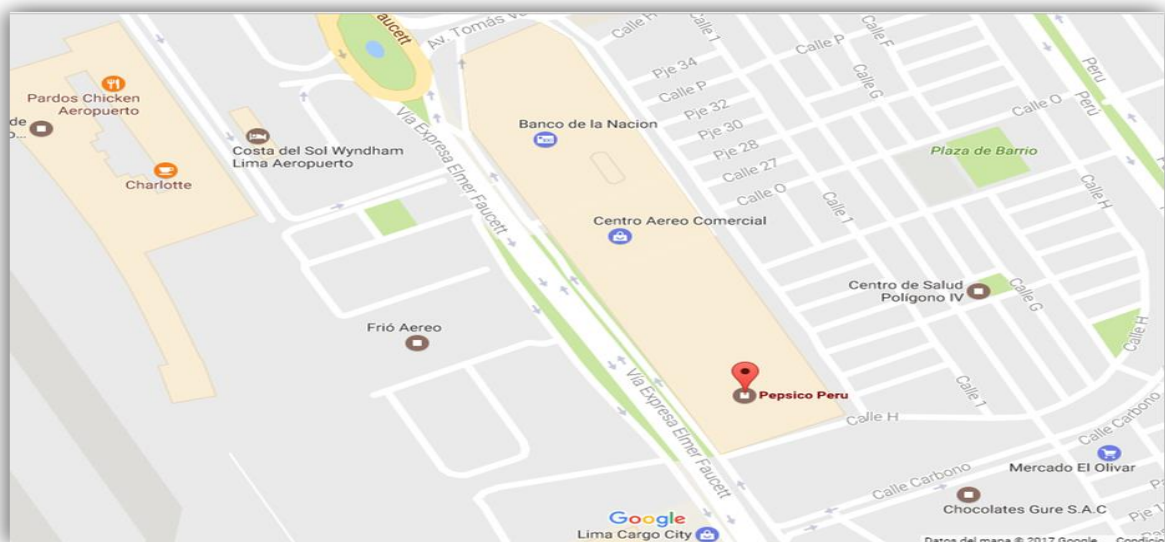 Faucett
Av. Tomás
Calle H
Calle 1
Calle P
Calle F
Peru
Perú
Pardos Chicken
Aeropuerto
de
o...
Pje 34
Calle P
Calle G
Calle O
Pje 32
Banco de la Nacion
Pje 30
Costa del Sol Wyndham
Lima Aeropuerto
Vía Expresa Elmer Faucett
Pje 28
Plaza de Barrio
Calle 27
Charlotte
Calle O
Calle H
Centro Aereo Comercial
Calle 1
Centro de Salud
Polígono IV
Calle G
Frió Aereo
Calle H
Vía Expresa Elmer Faucett
Pepsico Peru
Calle 1
Calle H
Calle Carbono
Mercado El Olivar
Calle Carbono
Chocolates Gure S.A.C
Google
Lima Cargo City
Datos del mapa © 2017 Google